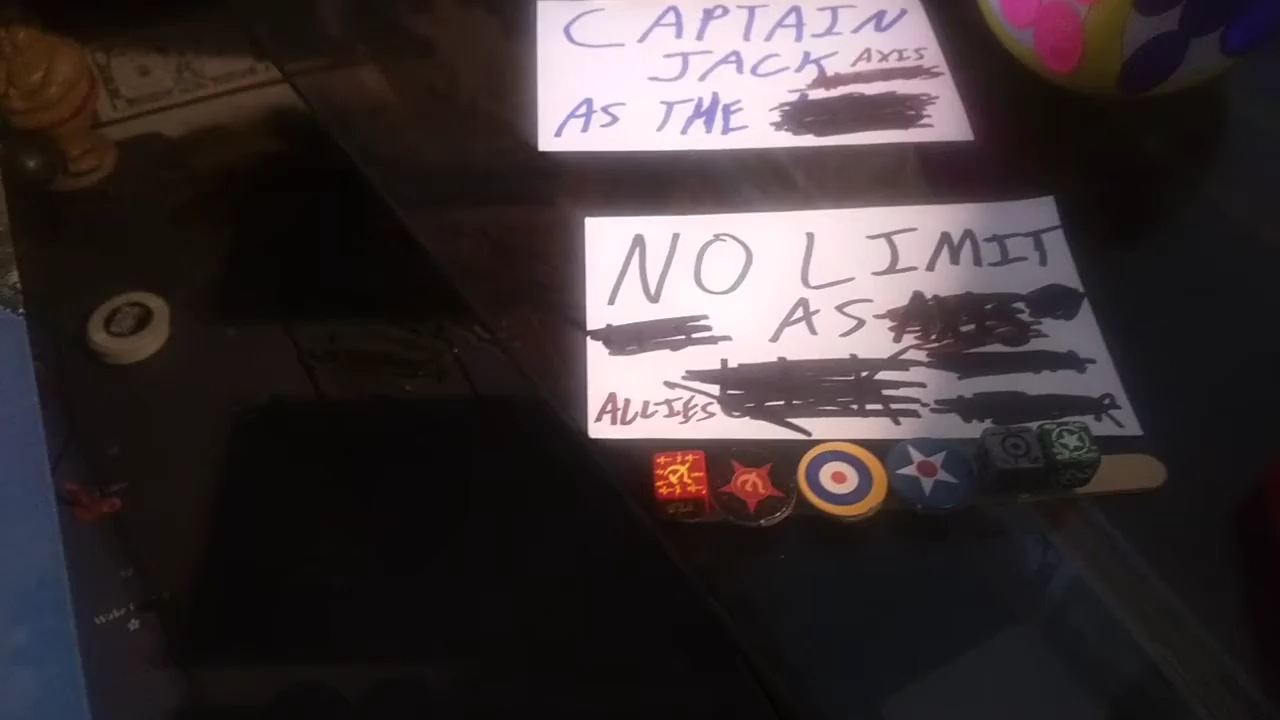 CAPTAIN
JACK AXIS
AS THE
NO LIMIT
AS
ALLIES